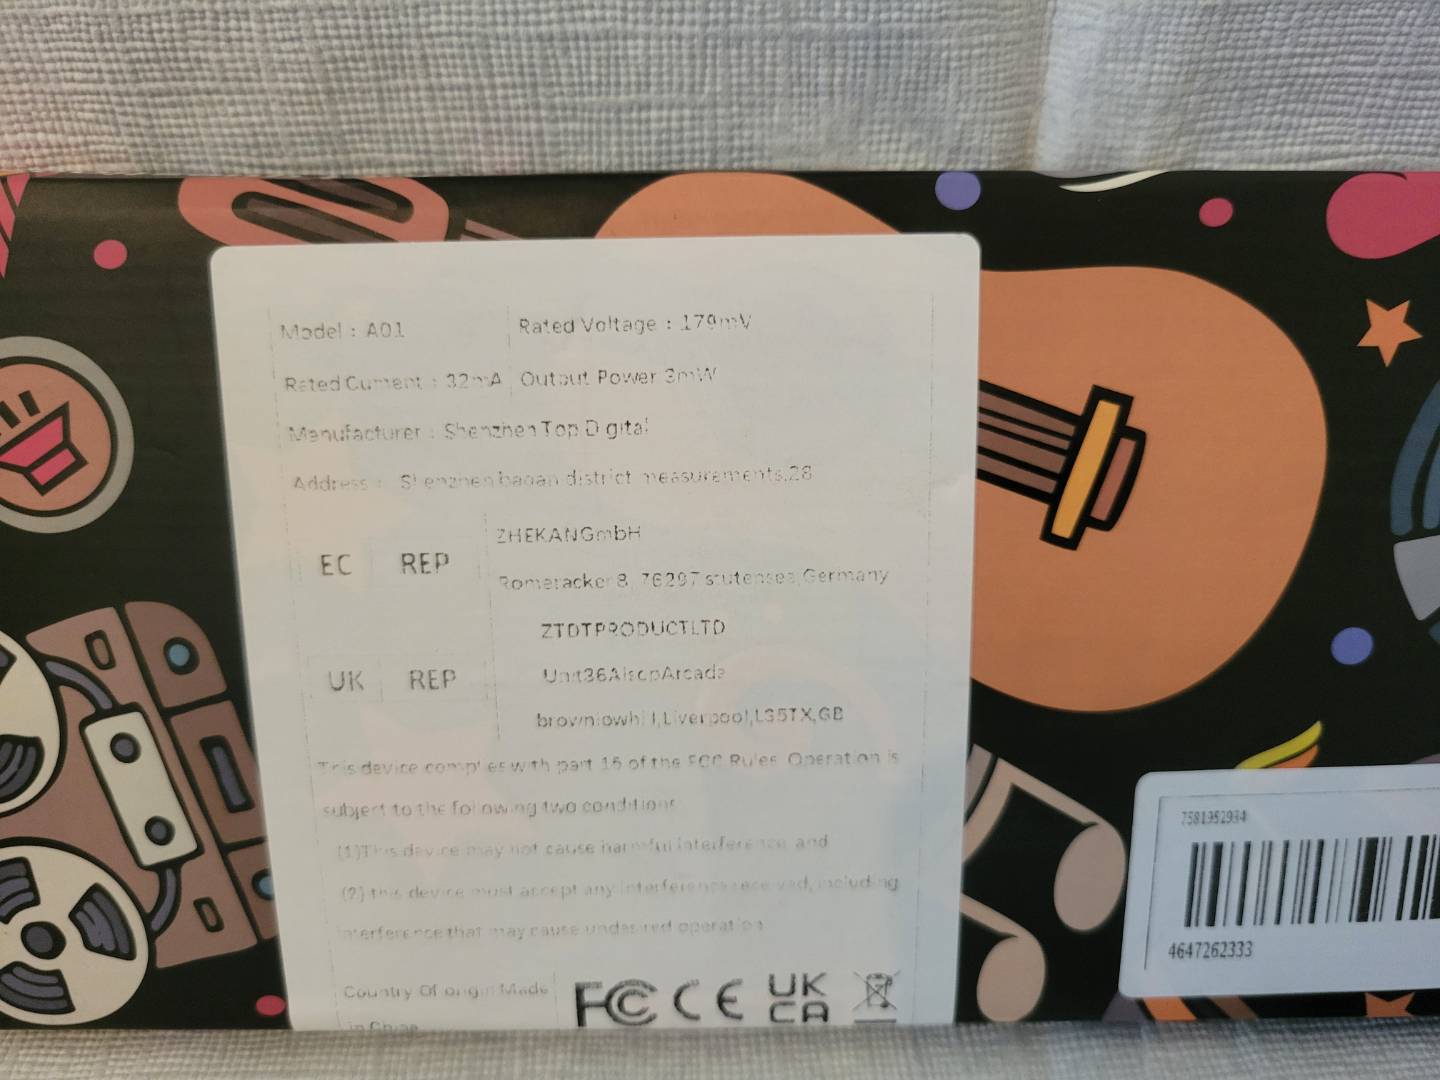 Model : A01
Rated Voltage : 179mV
Rated Current : 32mA
Output Power 3mW
Manufacturer : Shenzhen Top Digital
Address : Shenzhen baoan district measurements,28
EC REP
ZHEKANGmbH
Romeracker 8, 76297 stutensee,Germany
UK REP
ZTDTPRODUCTLTD
Unit36AlsopArcade
brownlowhill,Liverpool,L35TX,GB
This device complies with part 15 of the FCC Rules Operation is
subject to the following two conditions
(1)This device may not cause harmful interference and
(2) this device must accept any interference received, including
interference that may cause undesired operation
Country Of origin Made
in China
FC CE UK
CA
7581952934
4647262333